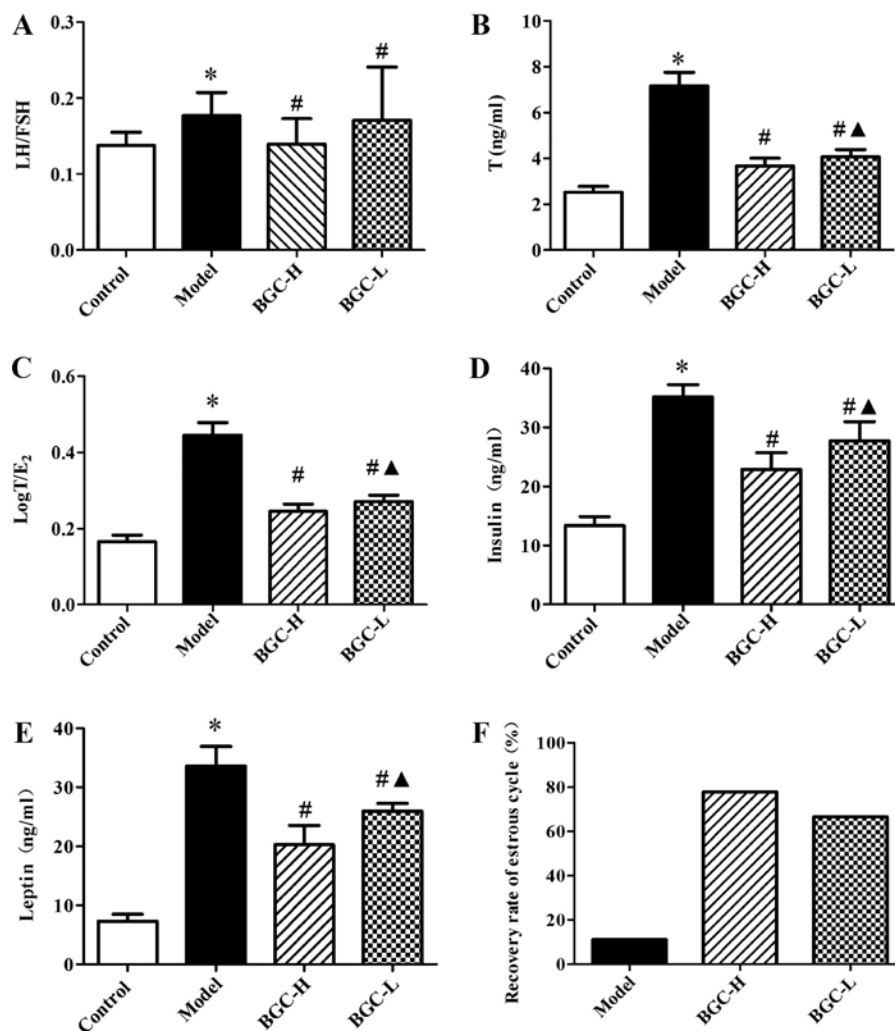 A
LH/FSH
0.3
0.2
0.1
0.0
*
#
#
Control
Model
BGC-H
BGC-L
B
T (ng/ml)
10
8
6
4
2
0
*
#
#▲
Control
Model
BGC-H
BGC-L
C
LogT/E₂
0.6
0.4
0.2
0.0
*
#
#▲
Control
Model
BGC-H
BGC-L
D
Insulin (ng/ml)
40
30
20
10
0
*
#
#▲
Control
Model
BGC-H
BGC-L
E
Leptin (ng/ml)
40
30
20
10
0
*
#
#▲
Control
Model
BGC-H
BGC-L
F
Recovery rate of estrous cycle (%)
100
80
60
40
20
0
Model
BGC-H
BGC-L